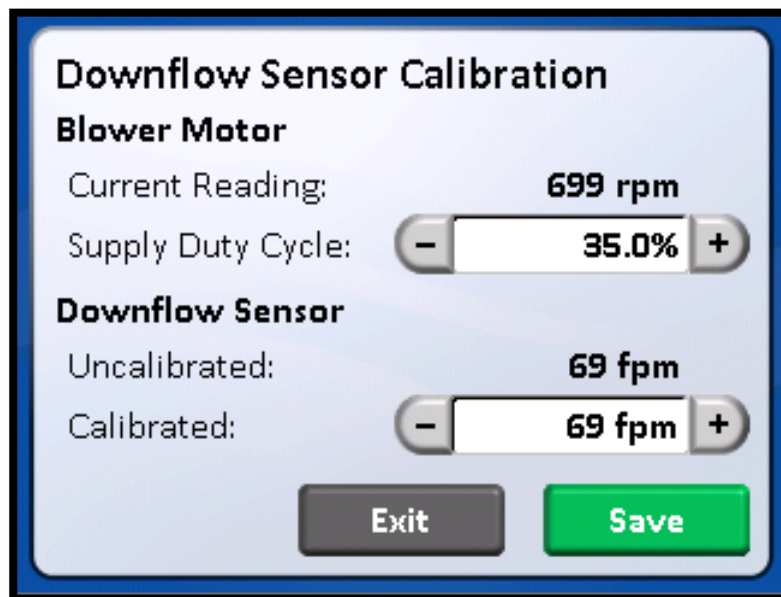 Downflow Sensor Calibration
Blower Motor
Current Reading: 699 rpm
Supply Duty Cycle: - 35.0% +
Downflow Sensor
Uncalibrated: 69 fpm
Calibrated: - 69 fpm +
Exit Save